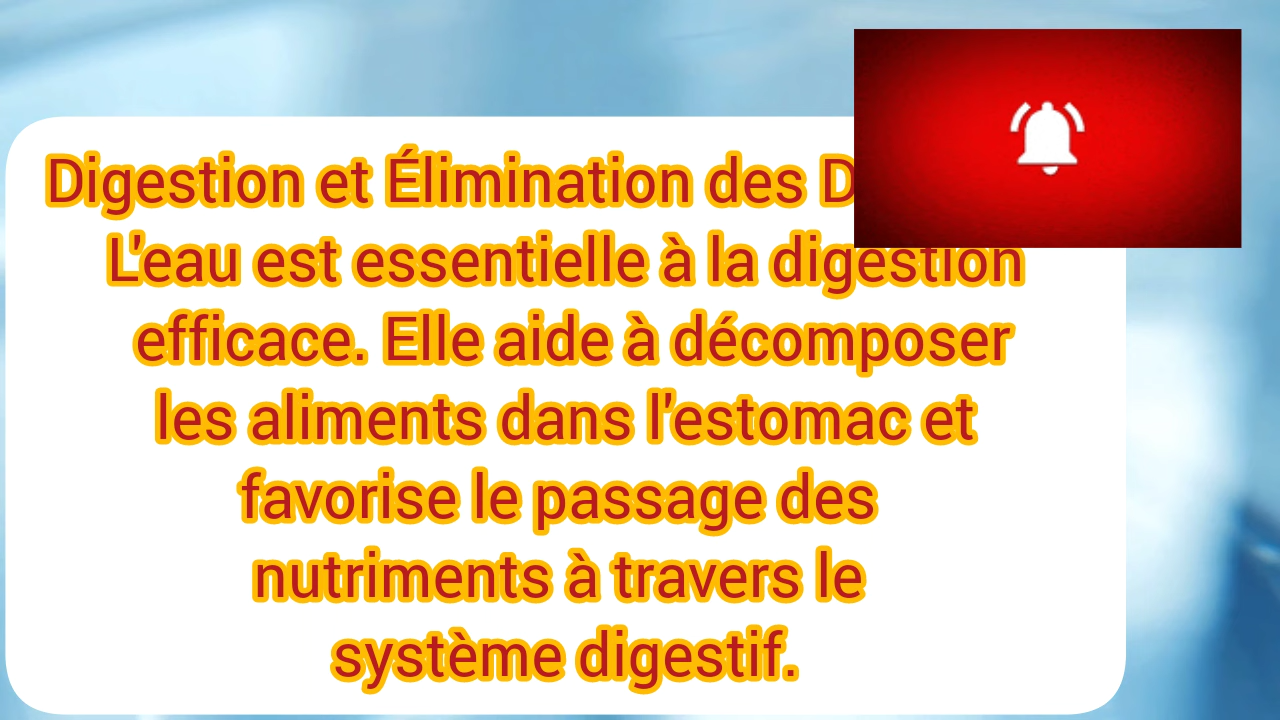 Digestion et Élimination des
L'eau est essentielle à la digestion
efficace. Elle aide à décomposer
les aliments dans l'estomac et
favorise le passage des
nutriments à travers le
système digestif.